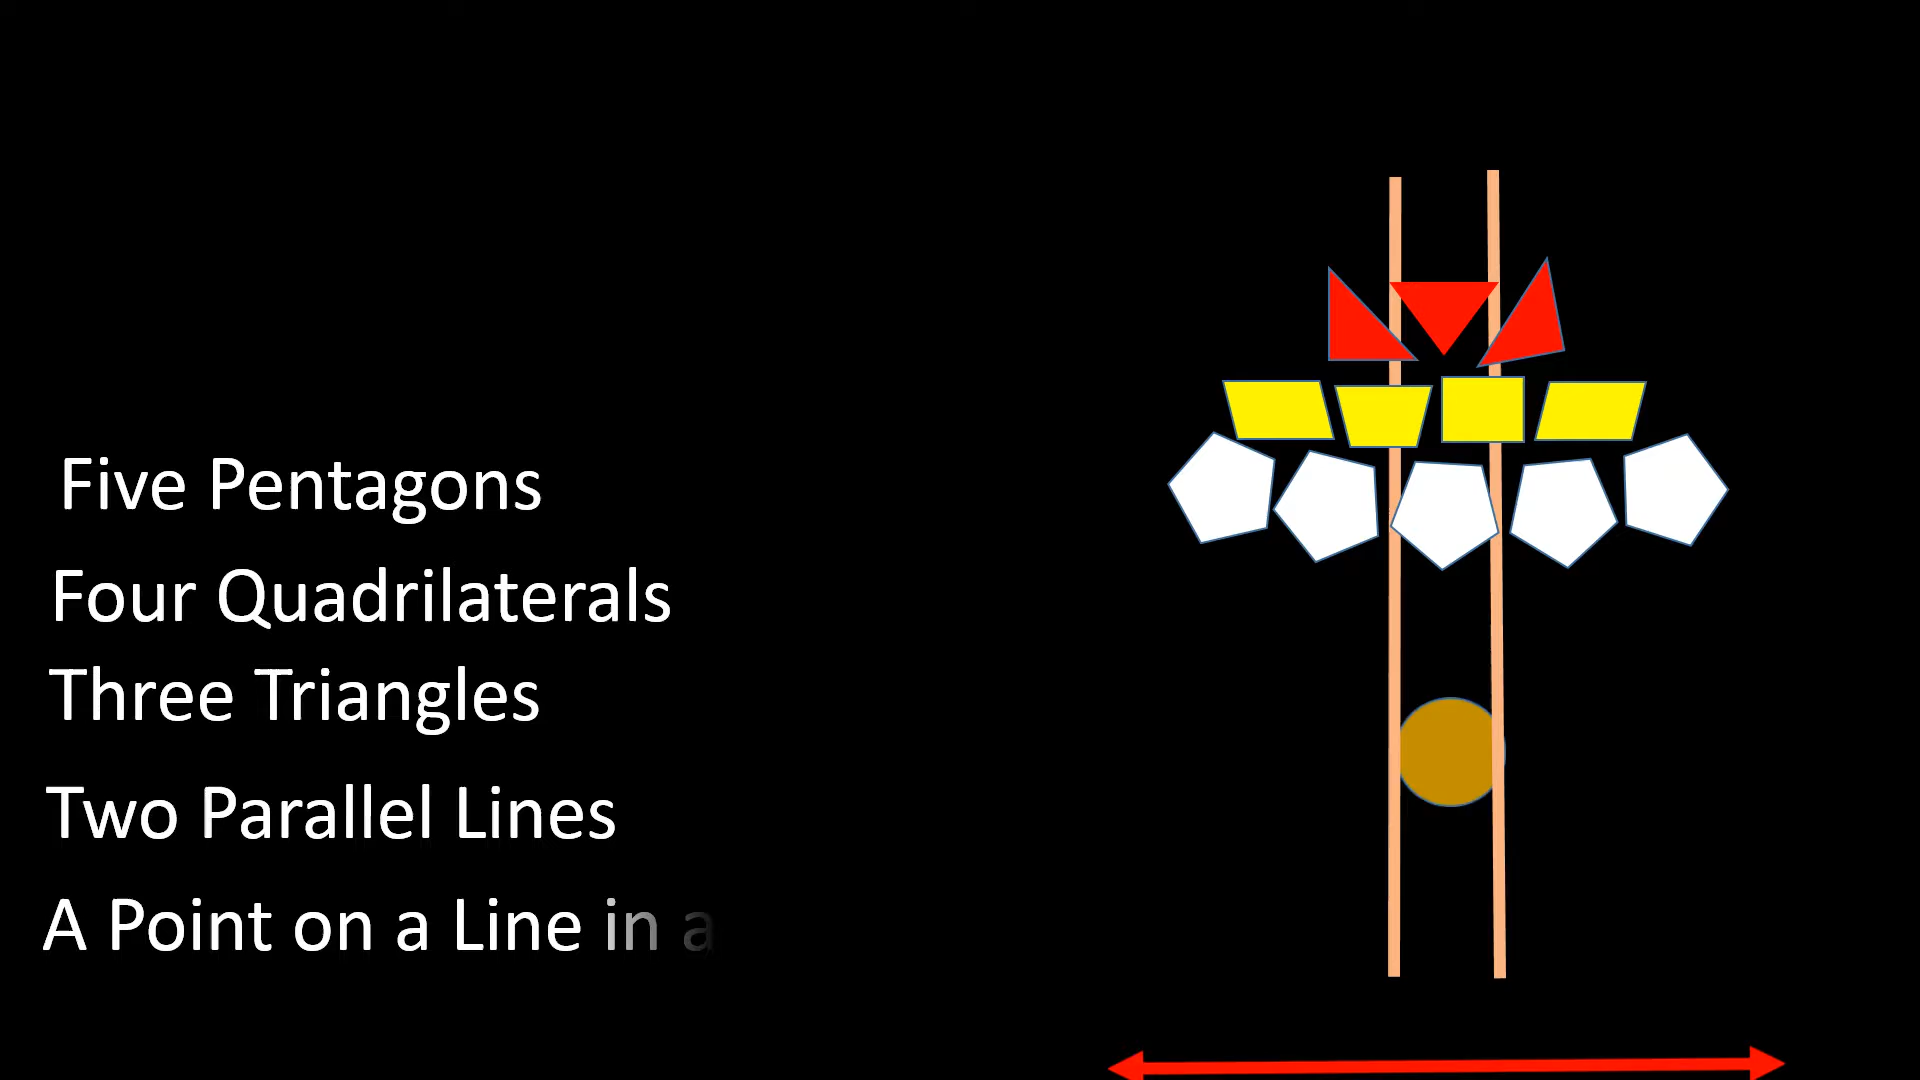 Five Pentagons
Four Quadrilaterals
Three Triangles
Two Parallel Lines
A Point on a Line in a